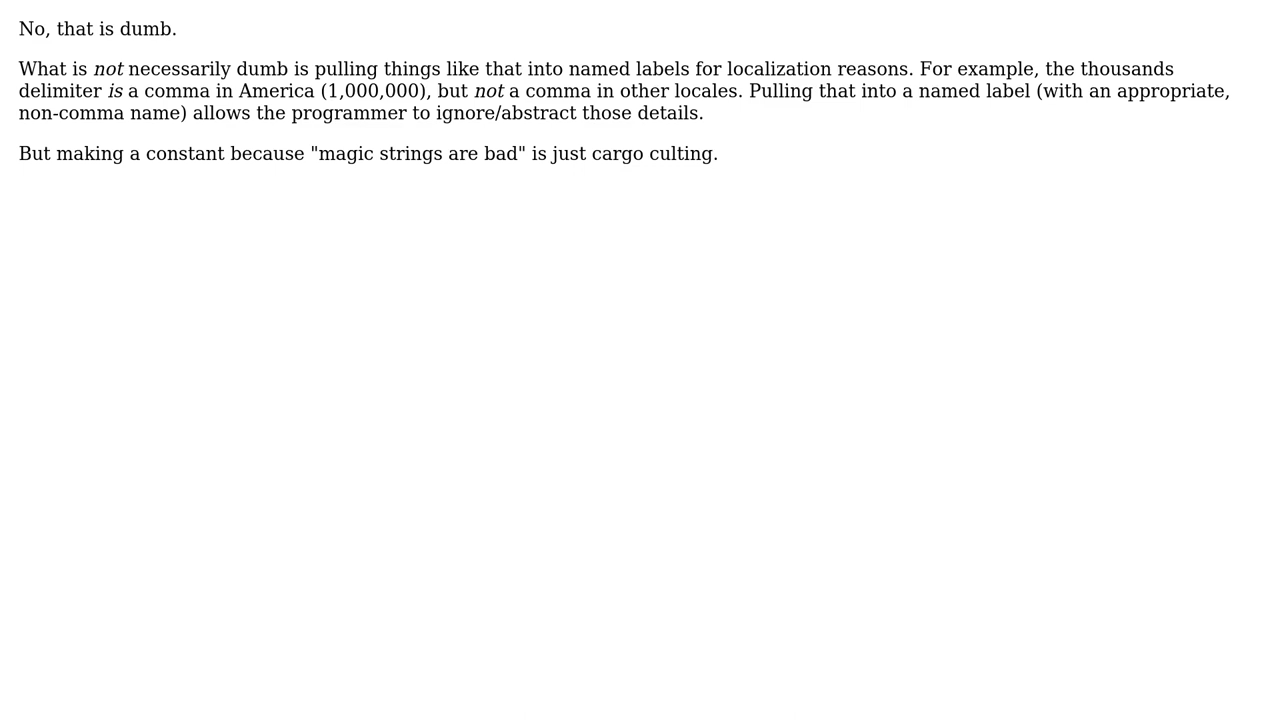 No, that is dumb.
What is not necessarily dumb is pulling things like that into named labels for localization reasons. For example, the thousands
delimiter is a comma in America (1,000,000), but not a comma in other locales. Pulling that into a named label (with an appropriate,
non-comma name) allows the programmer to ignore/abstract those details.
But making a constant because "magic strings are bad" is just cargo culting.